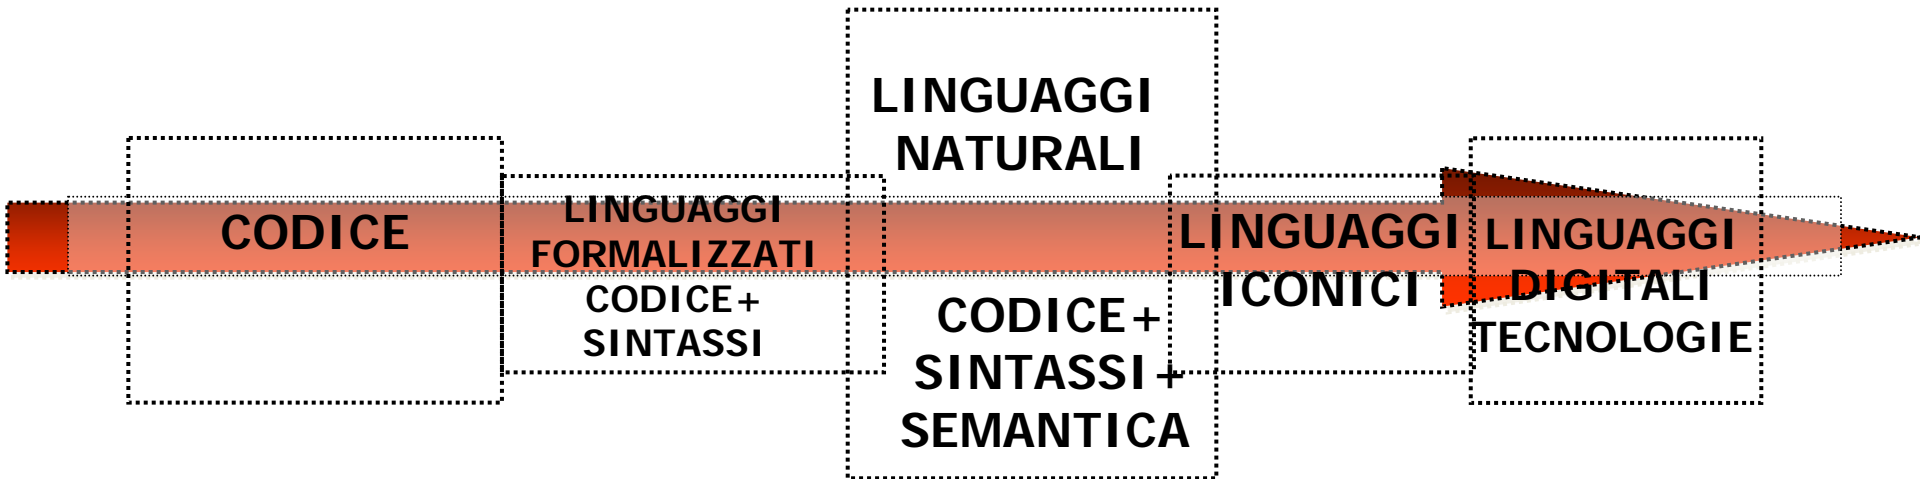 CODICE
LINGUAGGI
FORMALIZZATI
CODICE+
SINTASSI
LINGUAGGI
NATURALI
CODICE+
SINTASSI+
SEMANTICA
LINGUAGGI
ICONICI
LINGUAGGI
DIGITALI
TECNOLOGIE